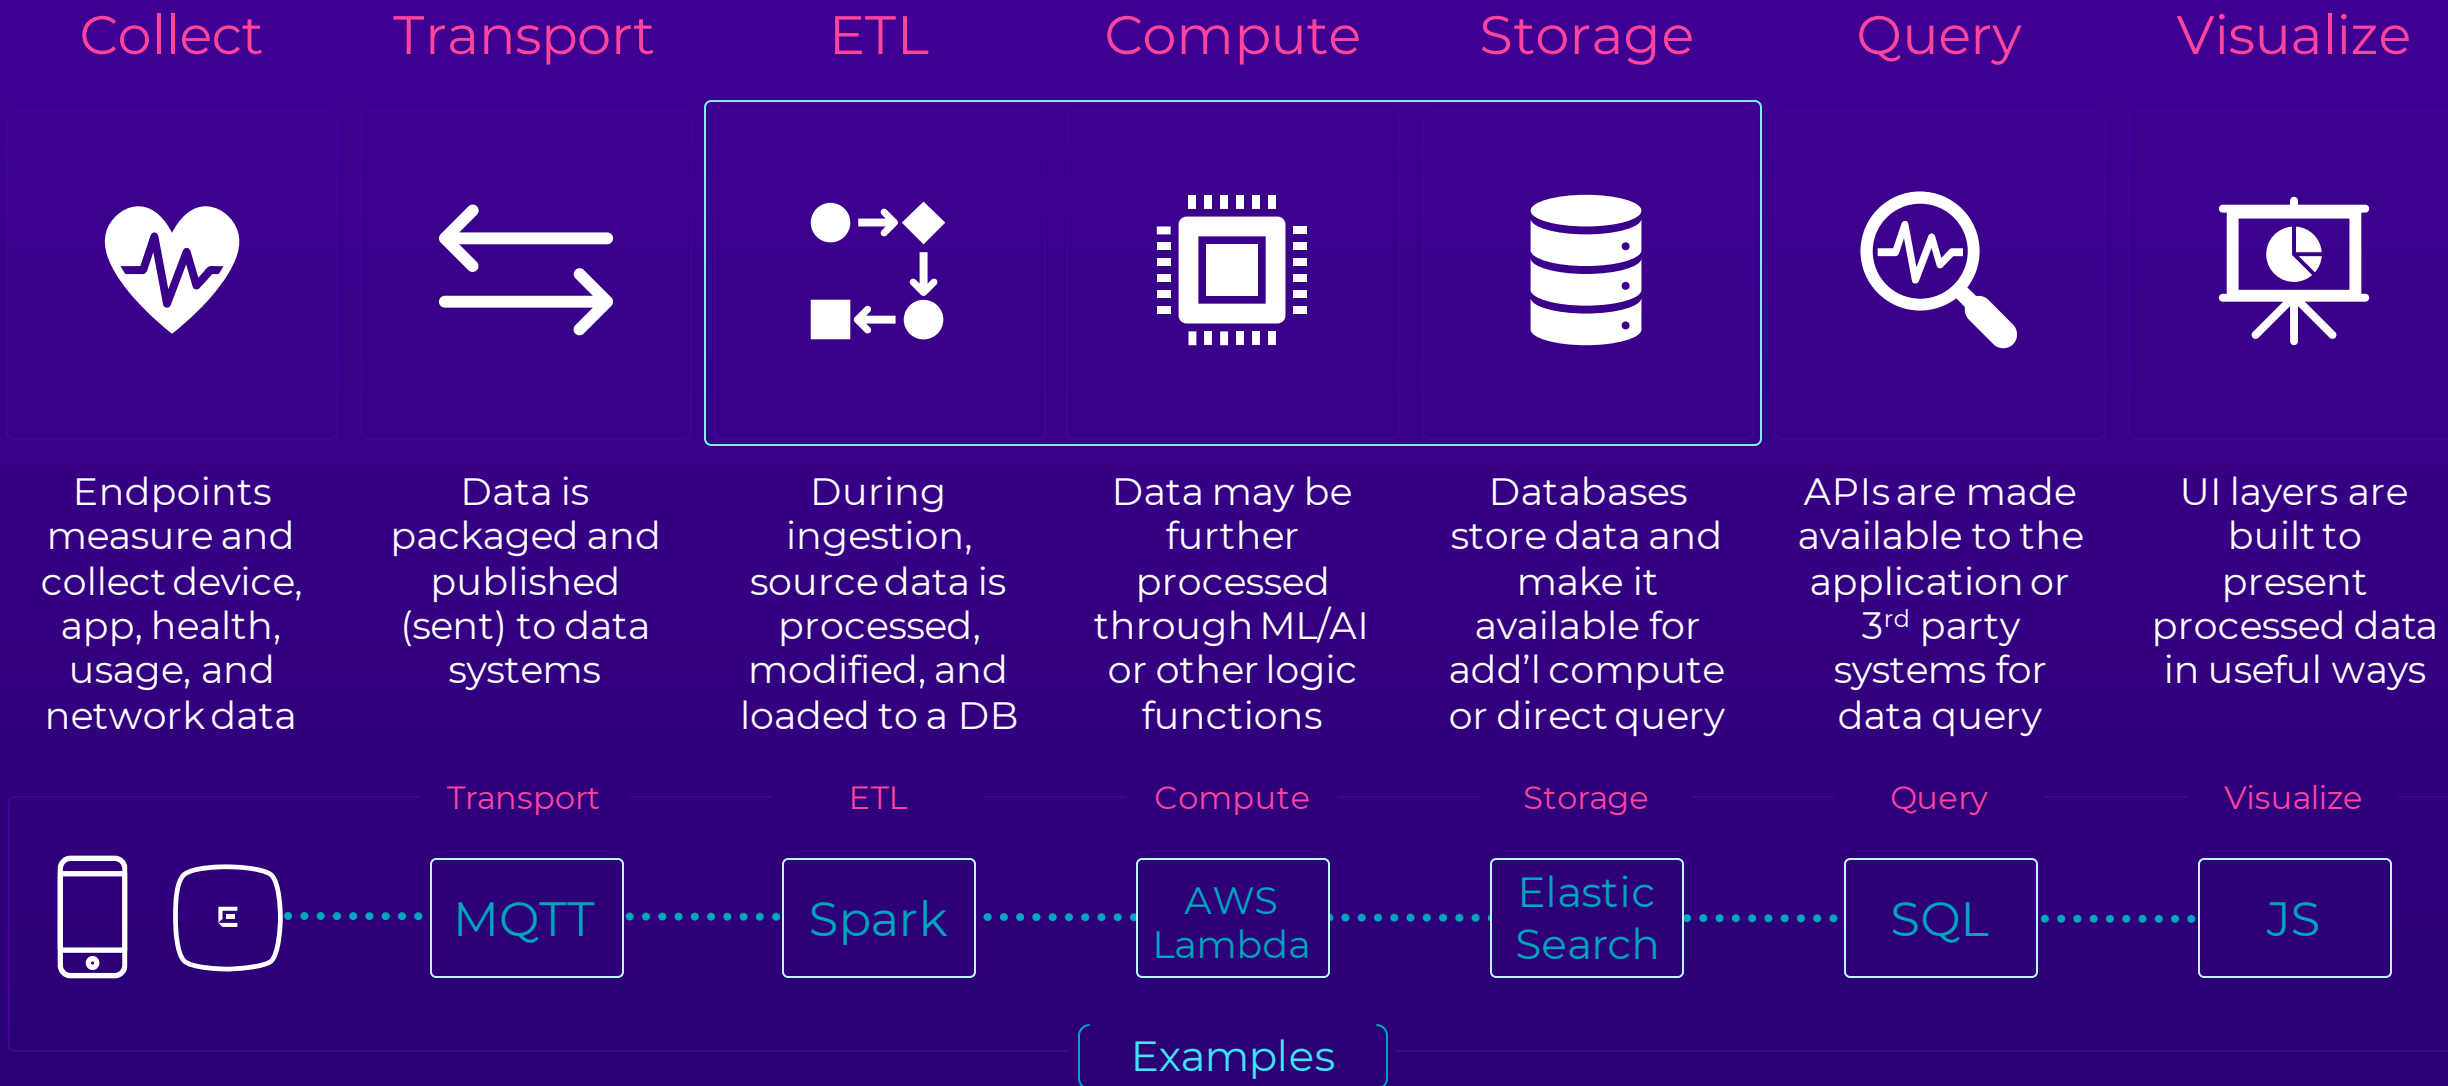 Collect
Transport
ETL
Compute
Storage
Query
Visualize
Endpoints
measure and
collect device,
app, health,
usage, and
network data
Data is
packaged and
published
(sent) to data
systems
During
ingestion,
source data is
processed,
modified, and
loaded to a DB
Data may be
further
processed
through ML/AI
or other logic
functions
Databases
store data and
make it
available for
add’l compute
or direct query
APIs are made
available to the
application or
3rd party
systems for
data query
UI layers are
built to
present
processed data
in useful ways
Transport
ETL
Compute
Storage
Query
Visualize
E
MQTT
Spark
AWS
Lambda
Elastic
Search
SQL
JS
Examples